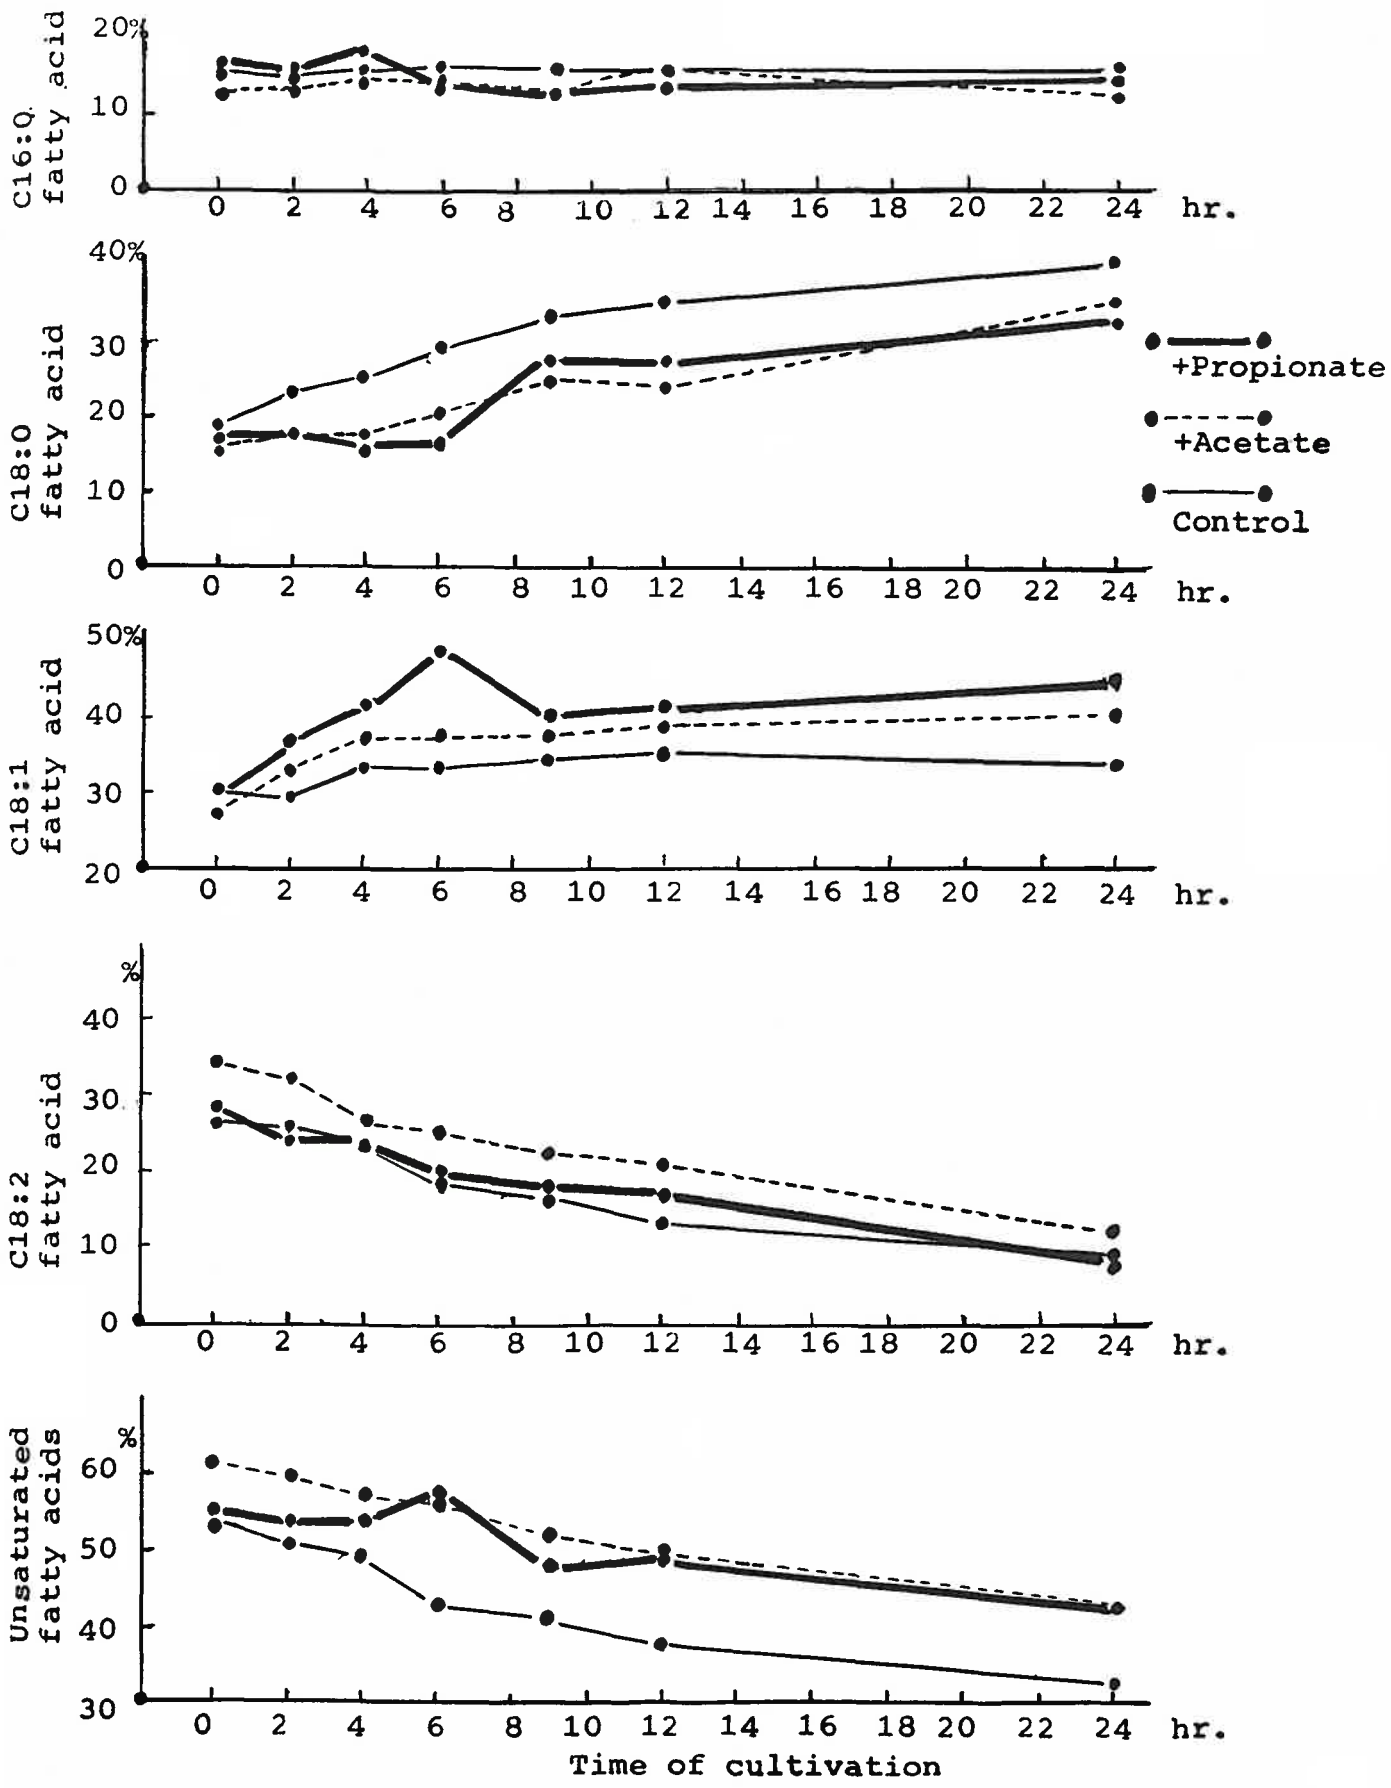 20%
10
0
C16:0
fatty acid
0 2 4 6 8 10 12 14 16 18 20 22 24 hr.
40%
30
20
10
0
C18:0
fatty acid
0 2 4 6 8 10 12 14 16 18 20 22 24 hr.
+Propionate
+Acetate
Control
50%
40
30
20
C18:1
fatty acid
0 2 4 6 8 10 12 14 16 18 20 22 24 hr.
%
40
30
20
10
0
C18:2
fatty acid
0 2 4 6 8 10 12 14 16 18 20 22 24 hr.
%
60
50
40
30
Unsaturated
fatty acids
0 2 4 6 8 10 12 14 16 18 20 22 24 hr.
Time of cultivation